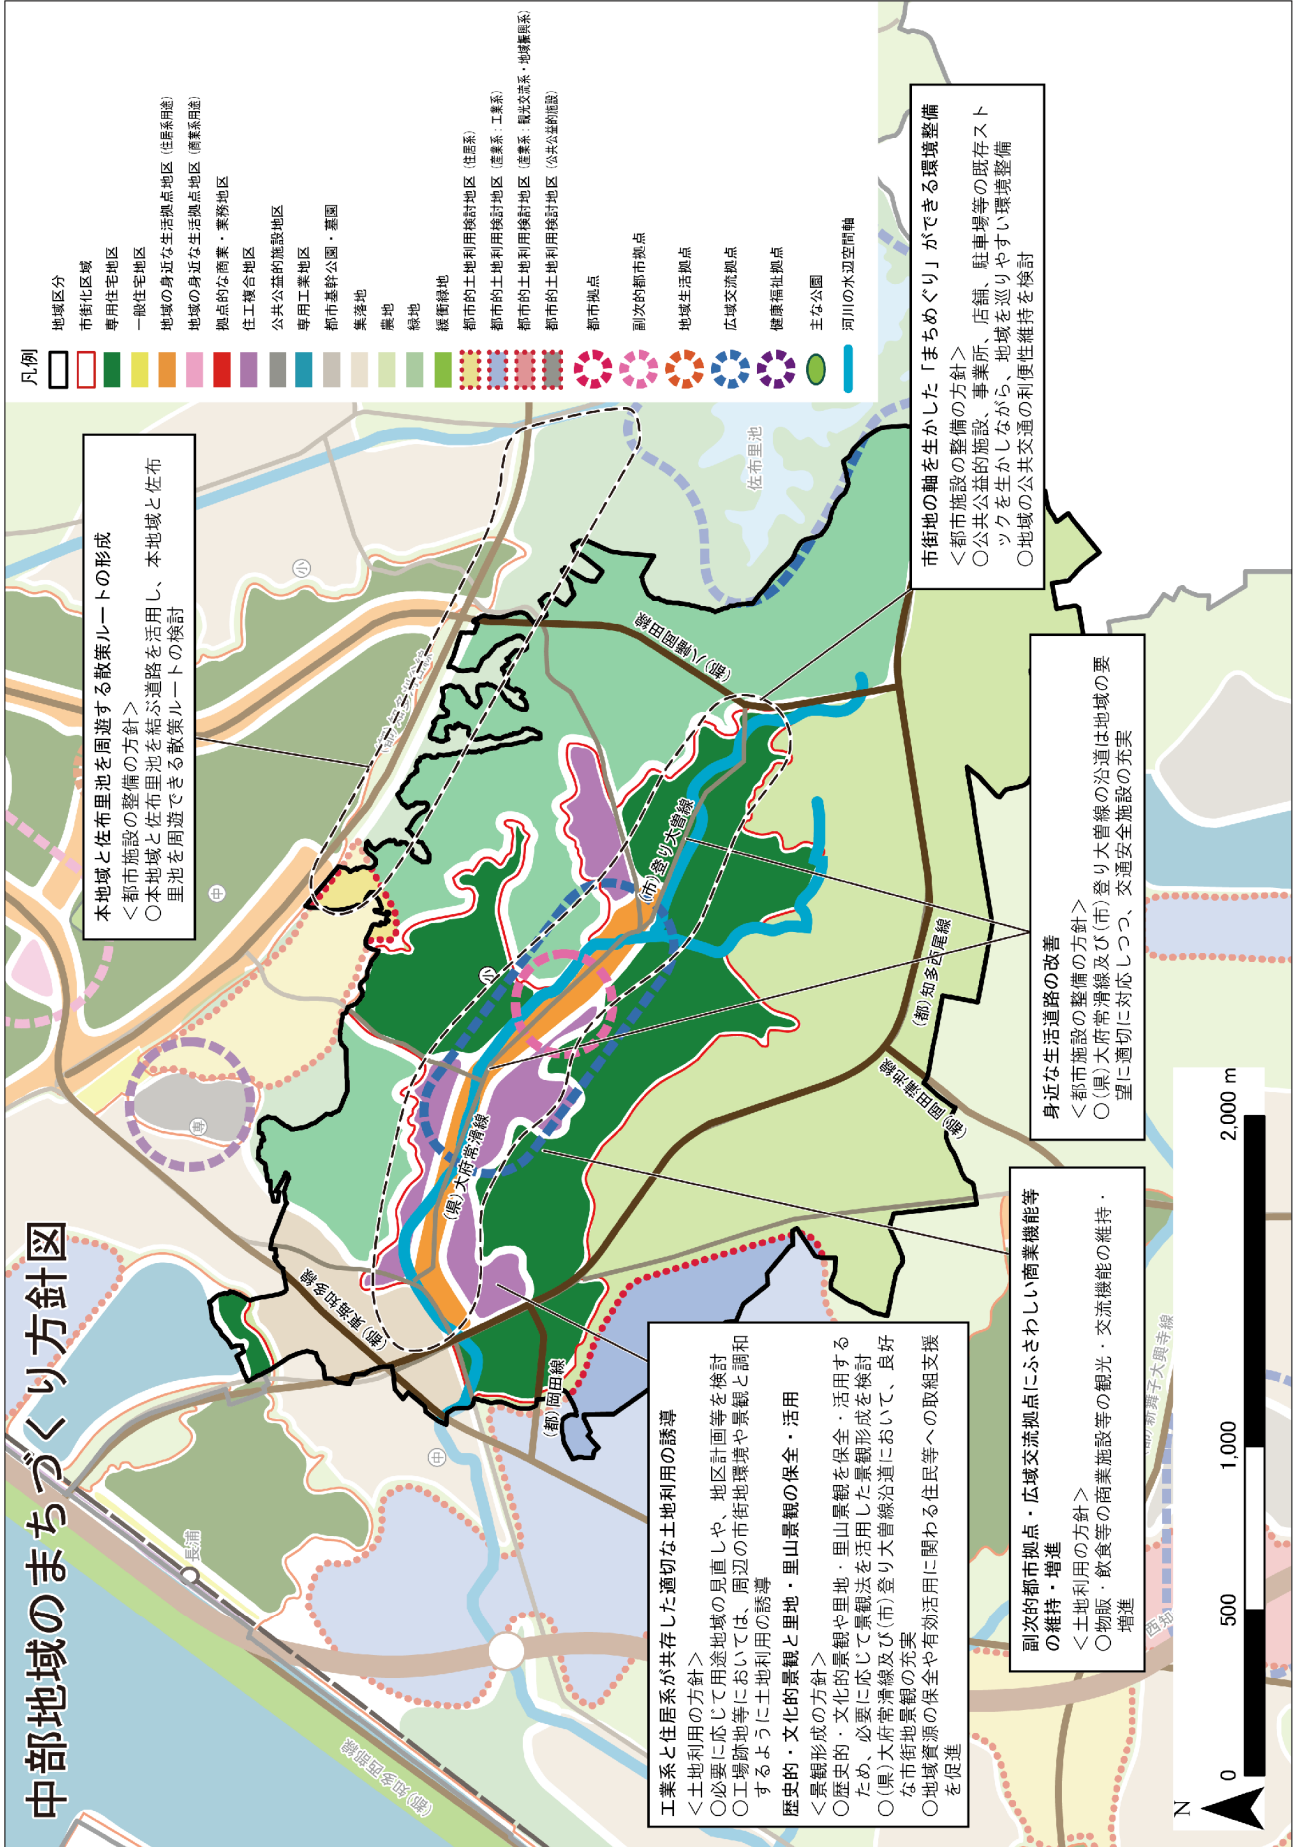 中部地域のまちづくり方針図
凡例
地域区分
市街化区域
専用住宅地区
一般住宅地区
地域の身近な生活拠点地区（住居系用途）
地域の身近な生活拠点地区（商業系用途）
拠点的な商業・業務地区
住工複合地区
公共公益的施設地区
専用工業地区
都市基幹公園・墓園
集落地
農地
緑地
緩衝緑地
都市的土地利用検討地区（住居系）
都市的土地利用検討地区（産業系：工業系）
都市的土地利用検討地区（産業系：観光交流系・地域振興系）
都市的土地利用検討地区（公共公益的施設）
都市拠点
副次的都市拠点
地域生活拠点
広域交流拠点
健康福祉拠点
主な公園
河川の水辺空間軸
本地域と佐布里池を周遊する散策ルートの形成
＜都市施設の整備の方針＞
○本地域と佐布里池を結ぶ道路を活用し、本地域と佐布
里池を周遊できる散策ルートの検討
市街地の軸を生かした「まちめぐり」ができる環境整備
＜都市施設の整備の方針＞
○公共公益的施設、事業所、店舗、駐車場等の既存スト
ックを生かしながら、地域を巡りやすい環境整備
○地域の公共交通の利便性維持を検討
身近な生活道路の改善
＜都市施設の整備の方針＞
○(県)大府常滑線及び(市)登り大曽線の沿道は地域の要
望に適切に対応しつつ、交通安全施設の充実
副次的都市拠点・広域交流拠点にふさわしい商業機能等
の維持・増進
＜土地利用の方針＞
○物販・飲食等の商業施設等の観光・交流機能の維持・
増進
工業系と住居系が共存した適切な土地利用の誘導
＜土地利用の方針＞
○必要に応じて用途地域の見直しや、地区計画等を検討
○工場跡地等においては、周辺の市街地環境や景観と調和
するように土地利用の誘導
歴史的・文化的景観と里地・里山景観の保全・活用
＜景観形成の方針＞
○歴史的・文化的景観や里地・里山景観を保全・活用する
ため、必要に応じて景観法を活用した景観形成を検討
○(県)大府常滑線及び(市)登り大曽線沿道において、良好
な市街地景観の充実
○地域資源の保全や有効活用に関わる住民等への取組支援
を促進
(都)東海知多線
(県)大府常滑線
(都)岡田線
(市)登り大曽線
(都)八幡岡田線
(都)知多西尾線
(都)岡田蒲池線
(都)知多西部線
(都)新舞子大興寺線
西知
佐布里池
長浦
小
小
中
中
専
N
0
500
1,000
2,000 m